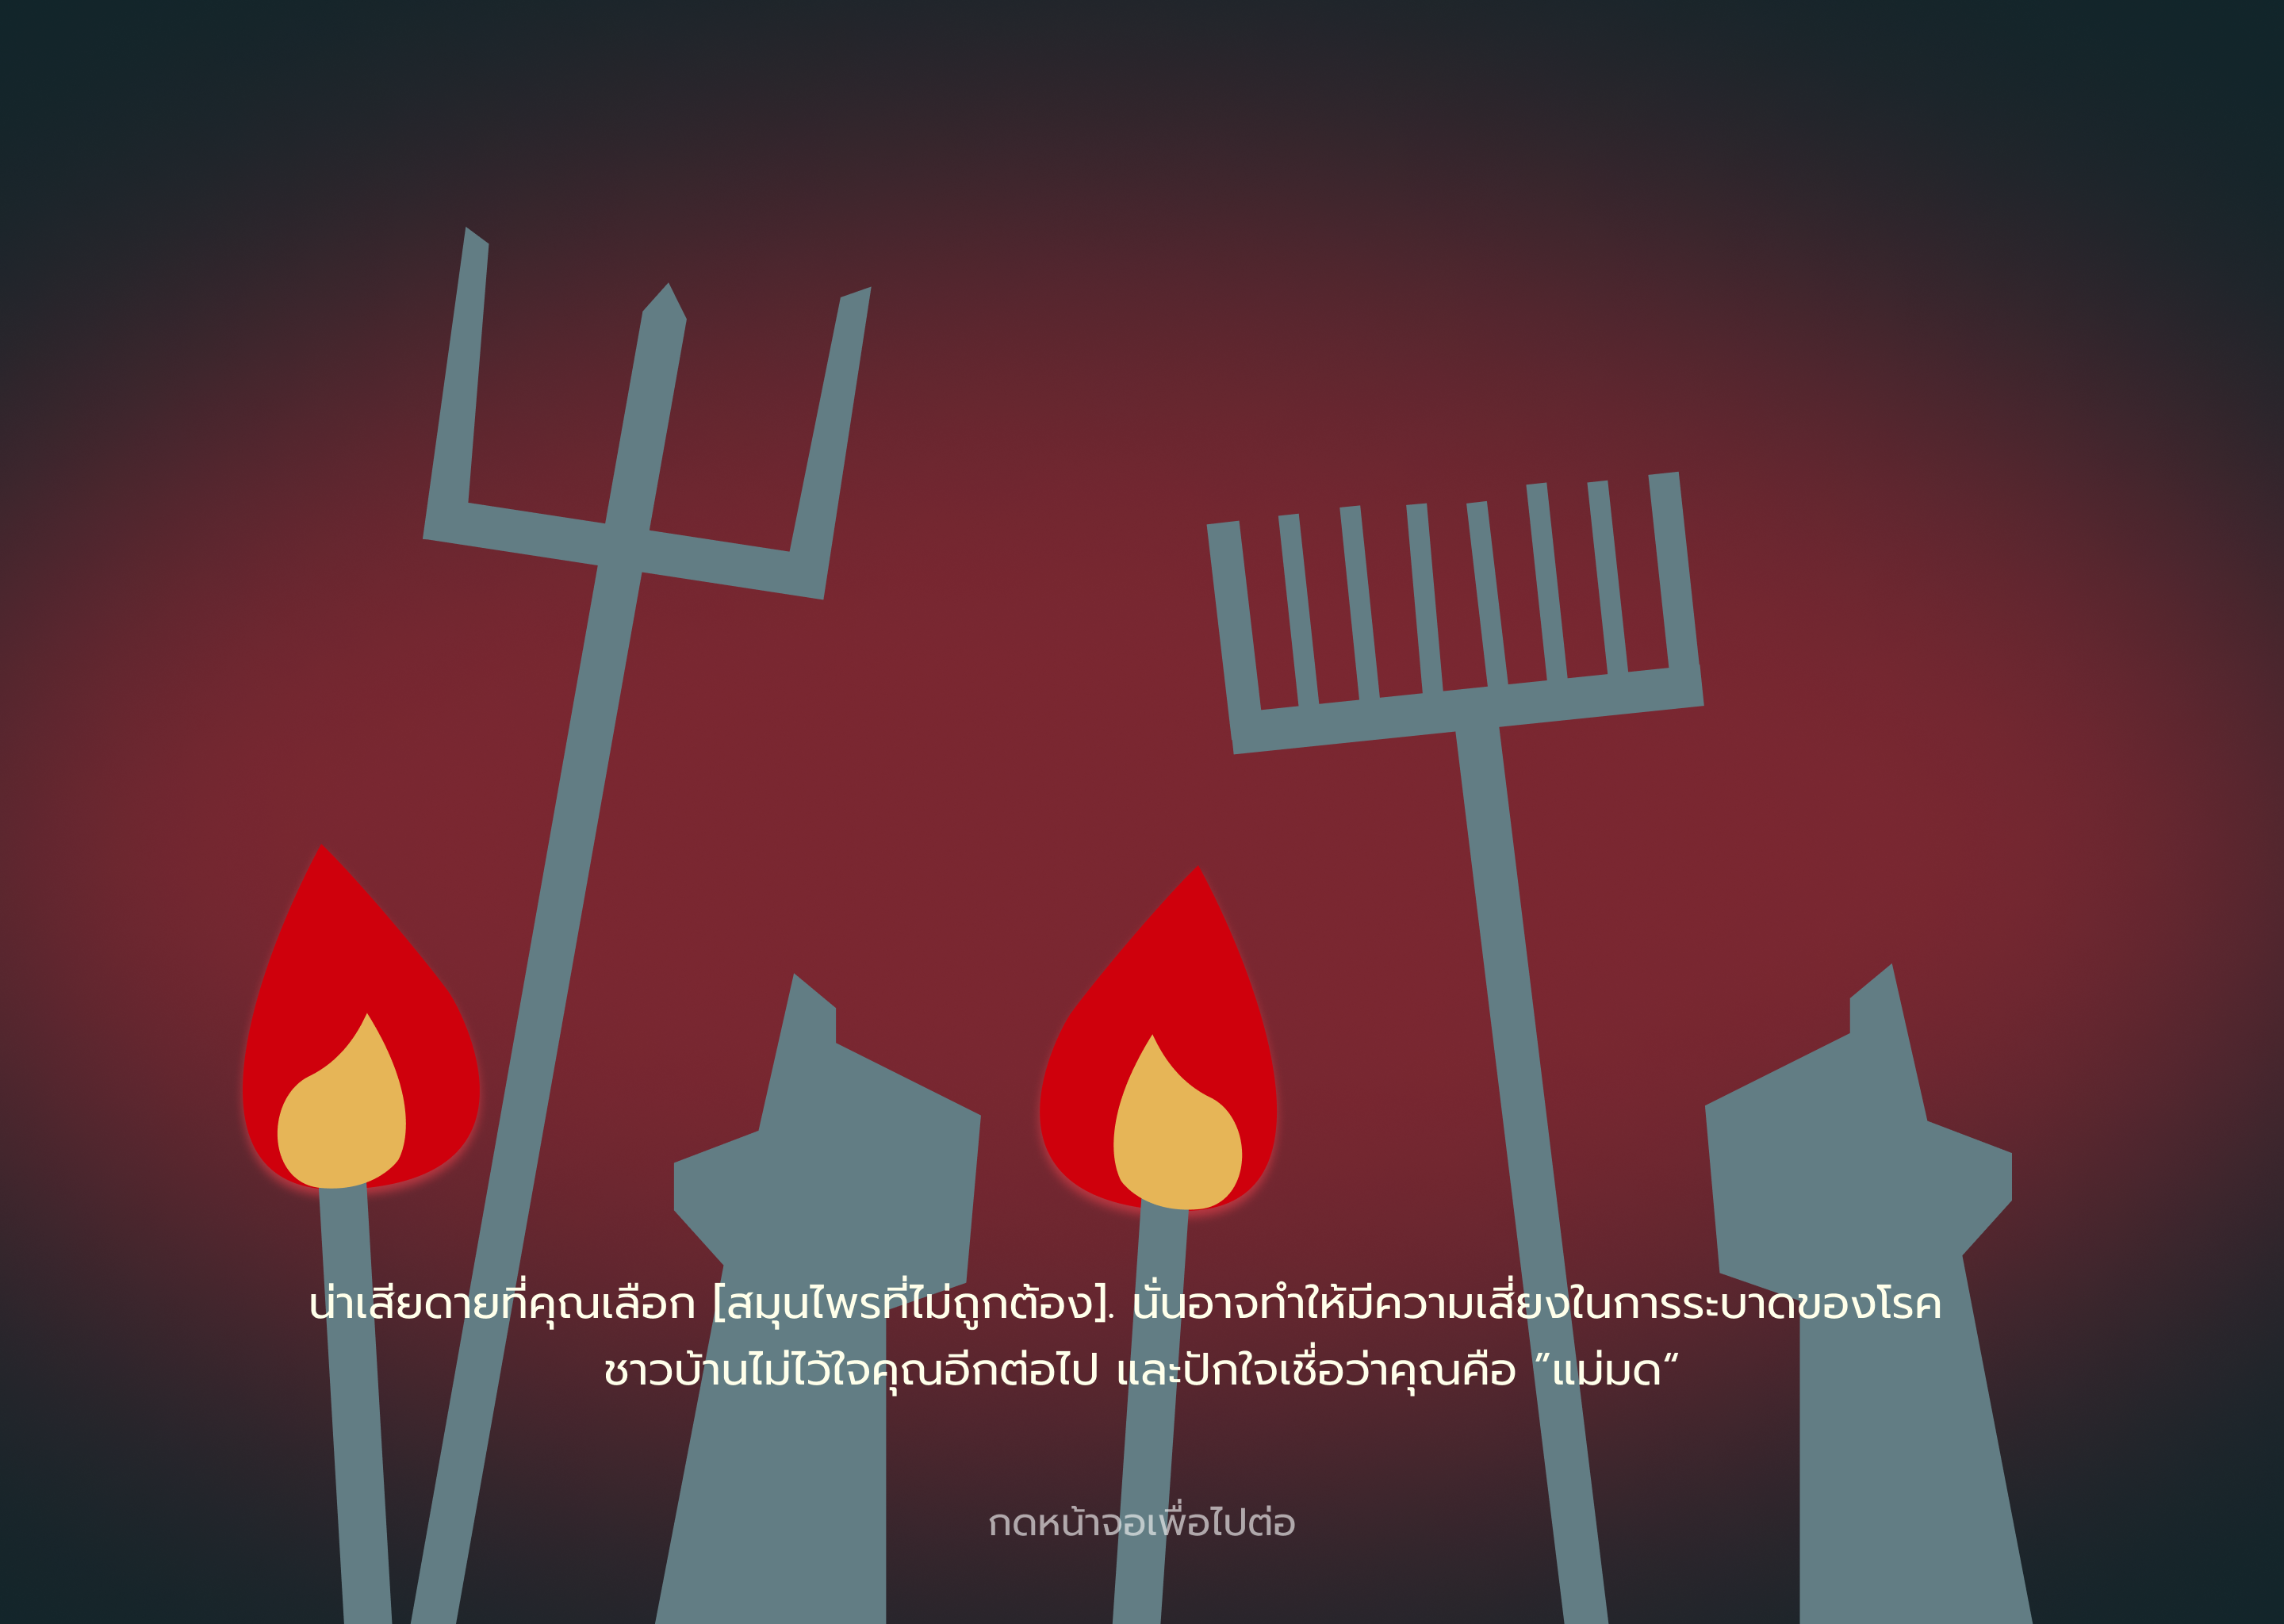 น่าเสียดายที่คุณเลือก [สมุนไพรที่ไม่ถูกต้อง]. นั่นอาจทำให้มีความเสี่ยงในการระบาดของโรค
ชาวบ้านไม่ไว้ใจคุณอีกต่อไป และปักใจเชื่อว่าคุณคือ “แม่มด”
กดหน้าจอเพื่อไปต่อ